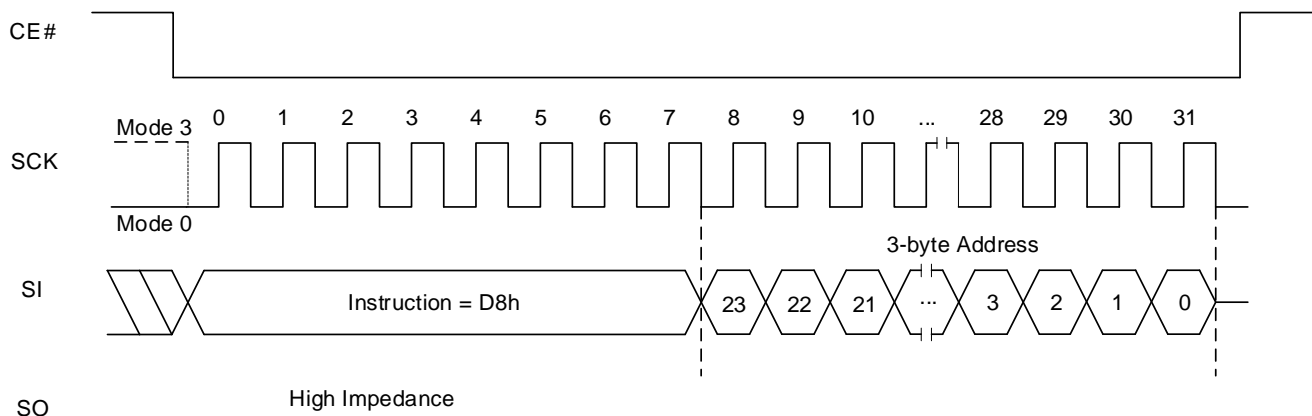 CE#
Mode 3
0 1 2 3 4 5 6 7 8 9 10 ... 28 29 30 31
SCK
Mode 0
3-byte Address
SI
Instruction = D8h
23 22 21 ... 3 2 1 0
High Impedance
SO